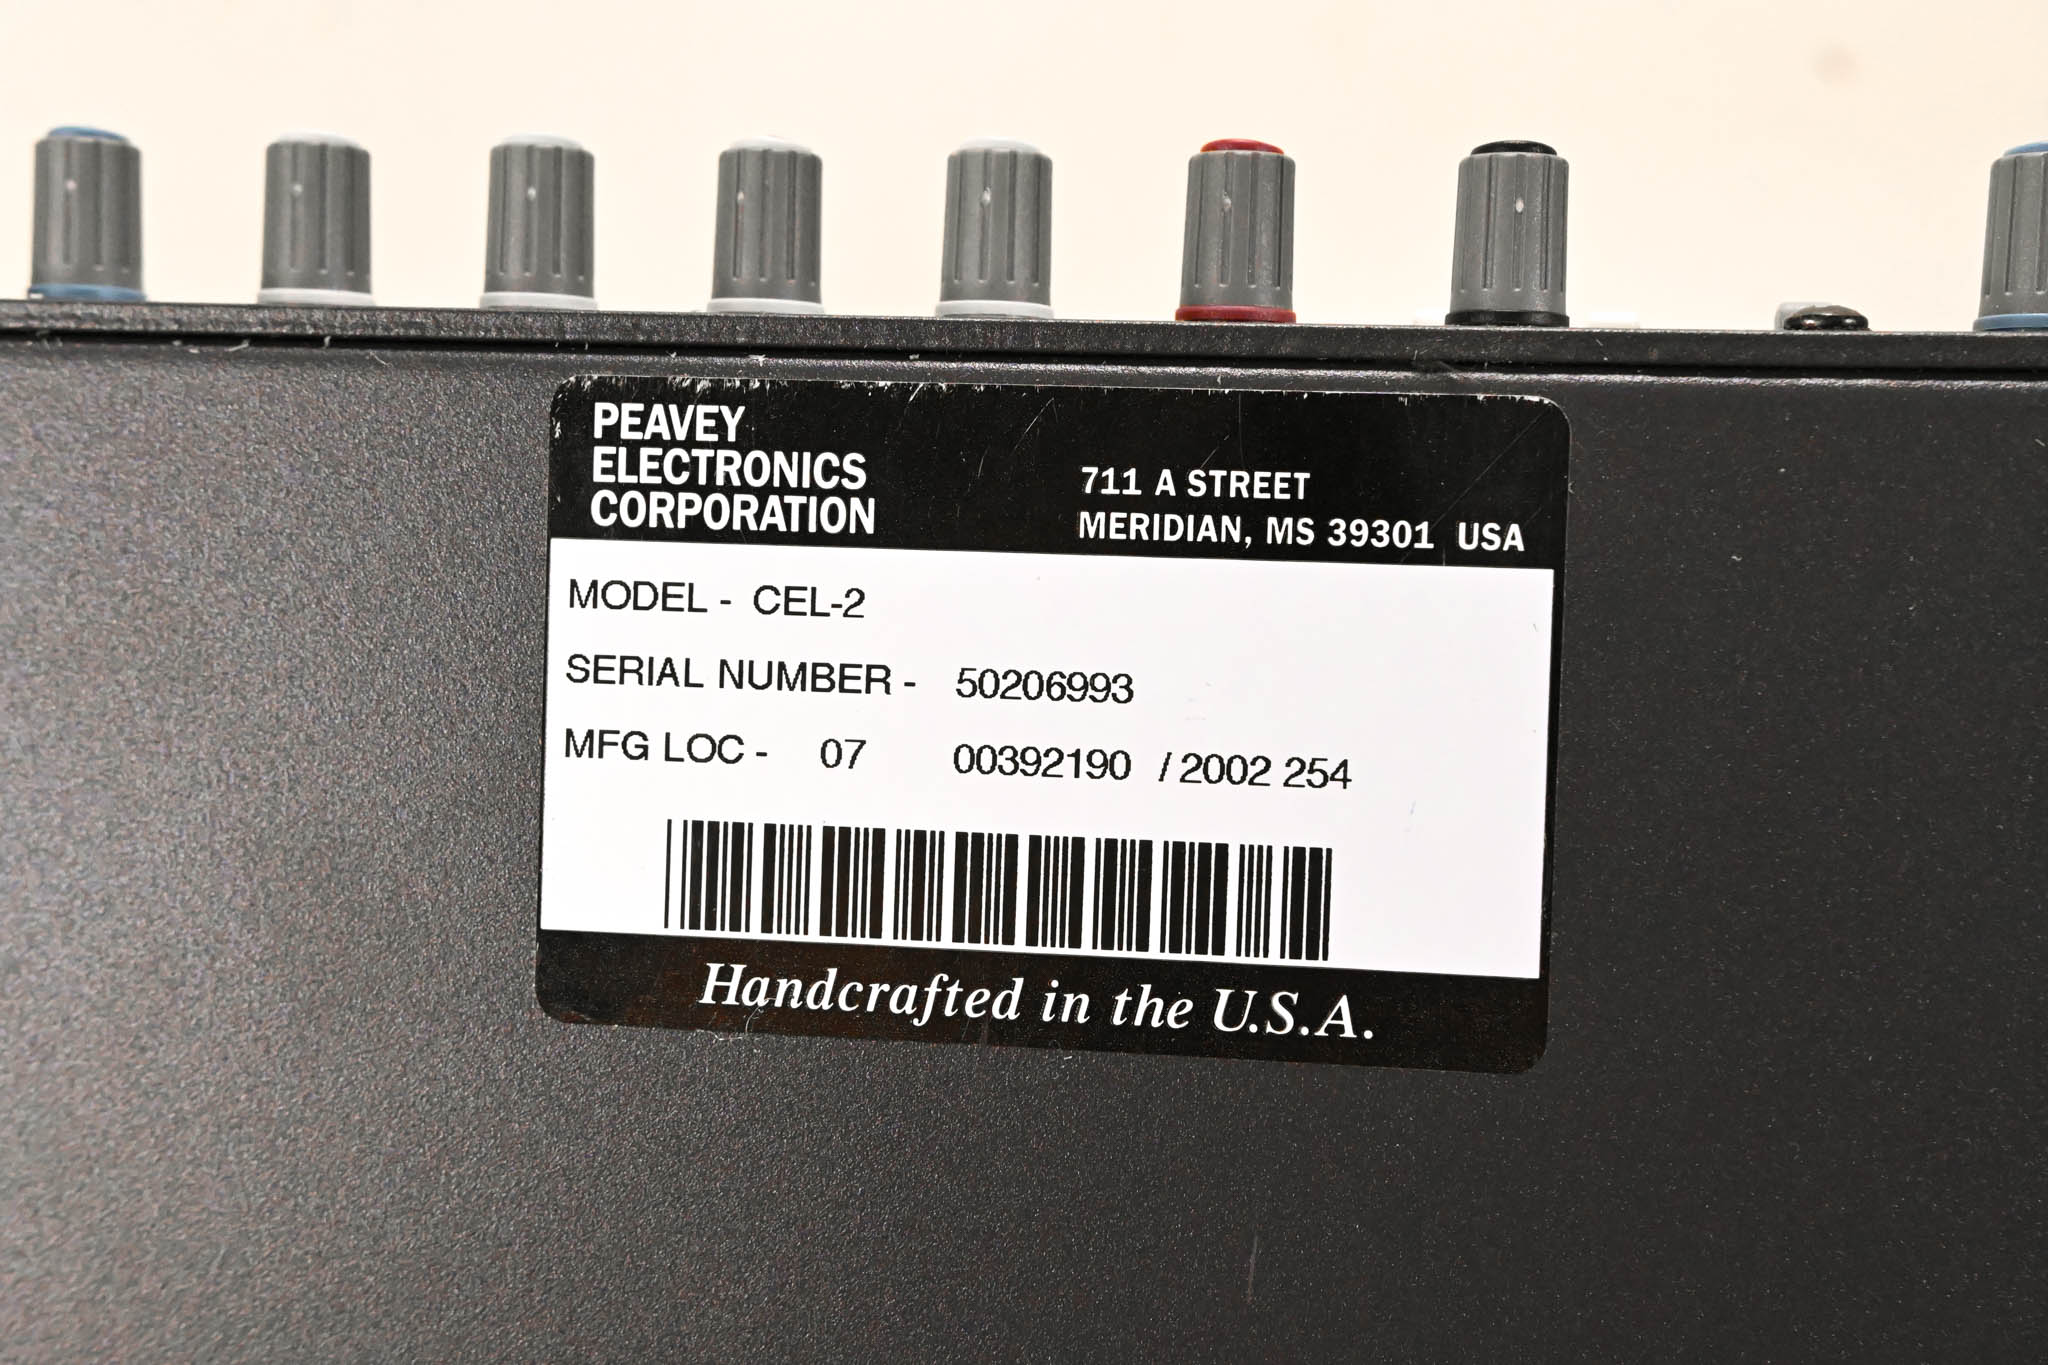 PEAVEY
ELECTRONICS
CORPORATION
711 A STREET
MERIDIAN, MS 39301 USA
MODEL - CEL-2
SERIAL NUMBER - 50206993
MFG LOC - 07 00392190 / 2002 254
Handcrafted in the U.S.A.